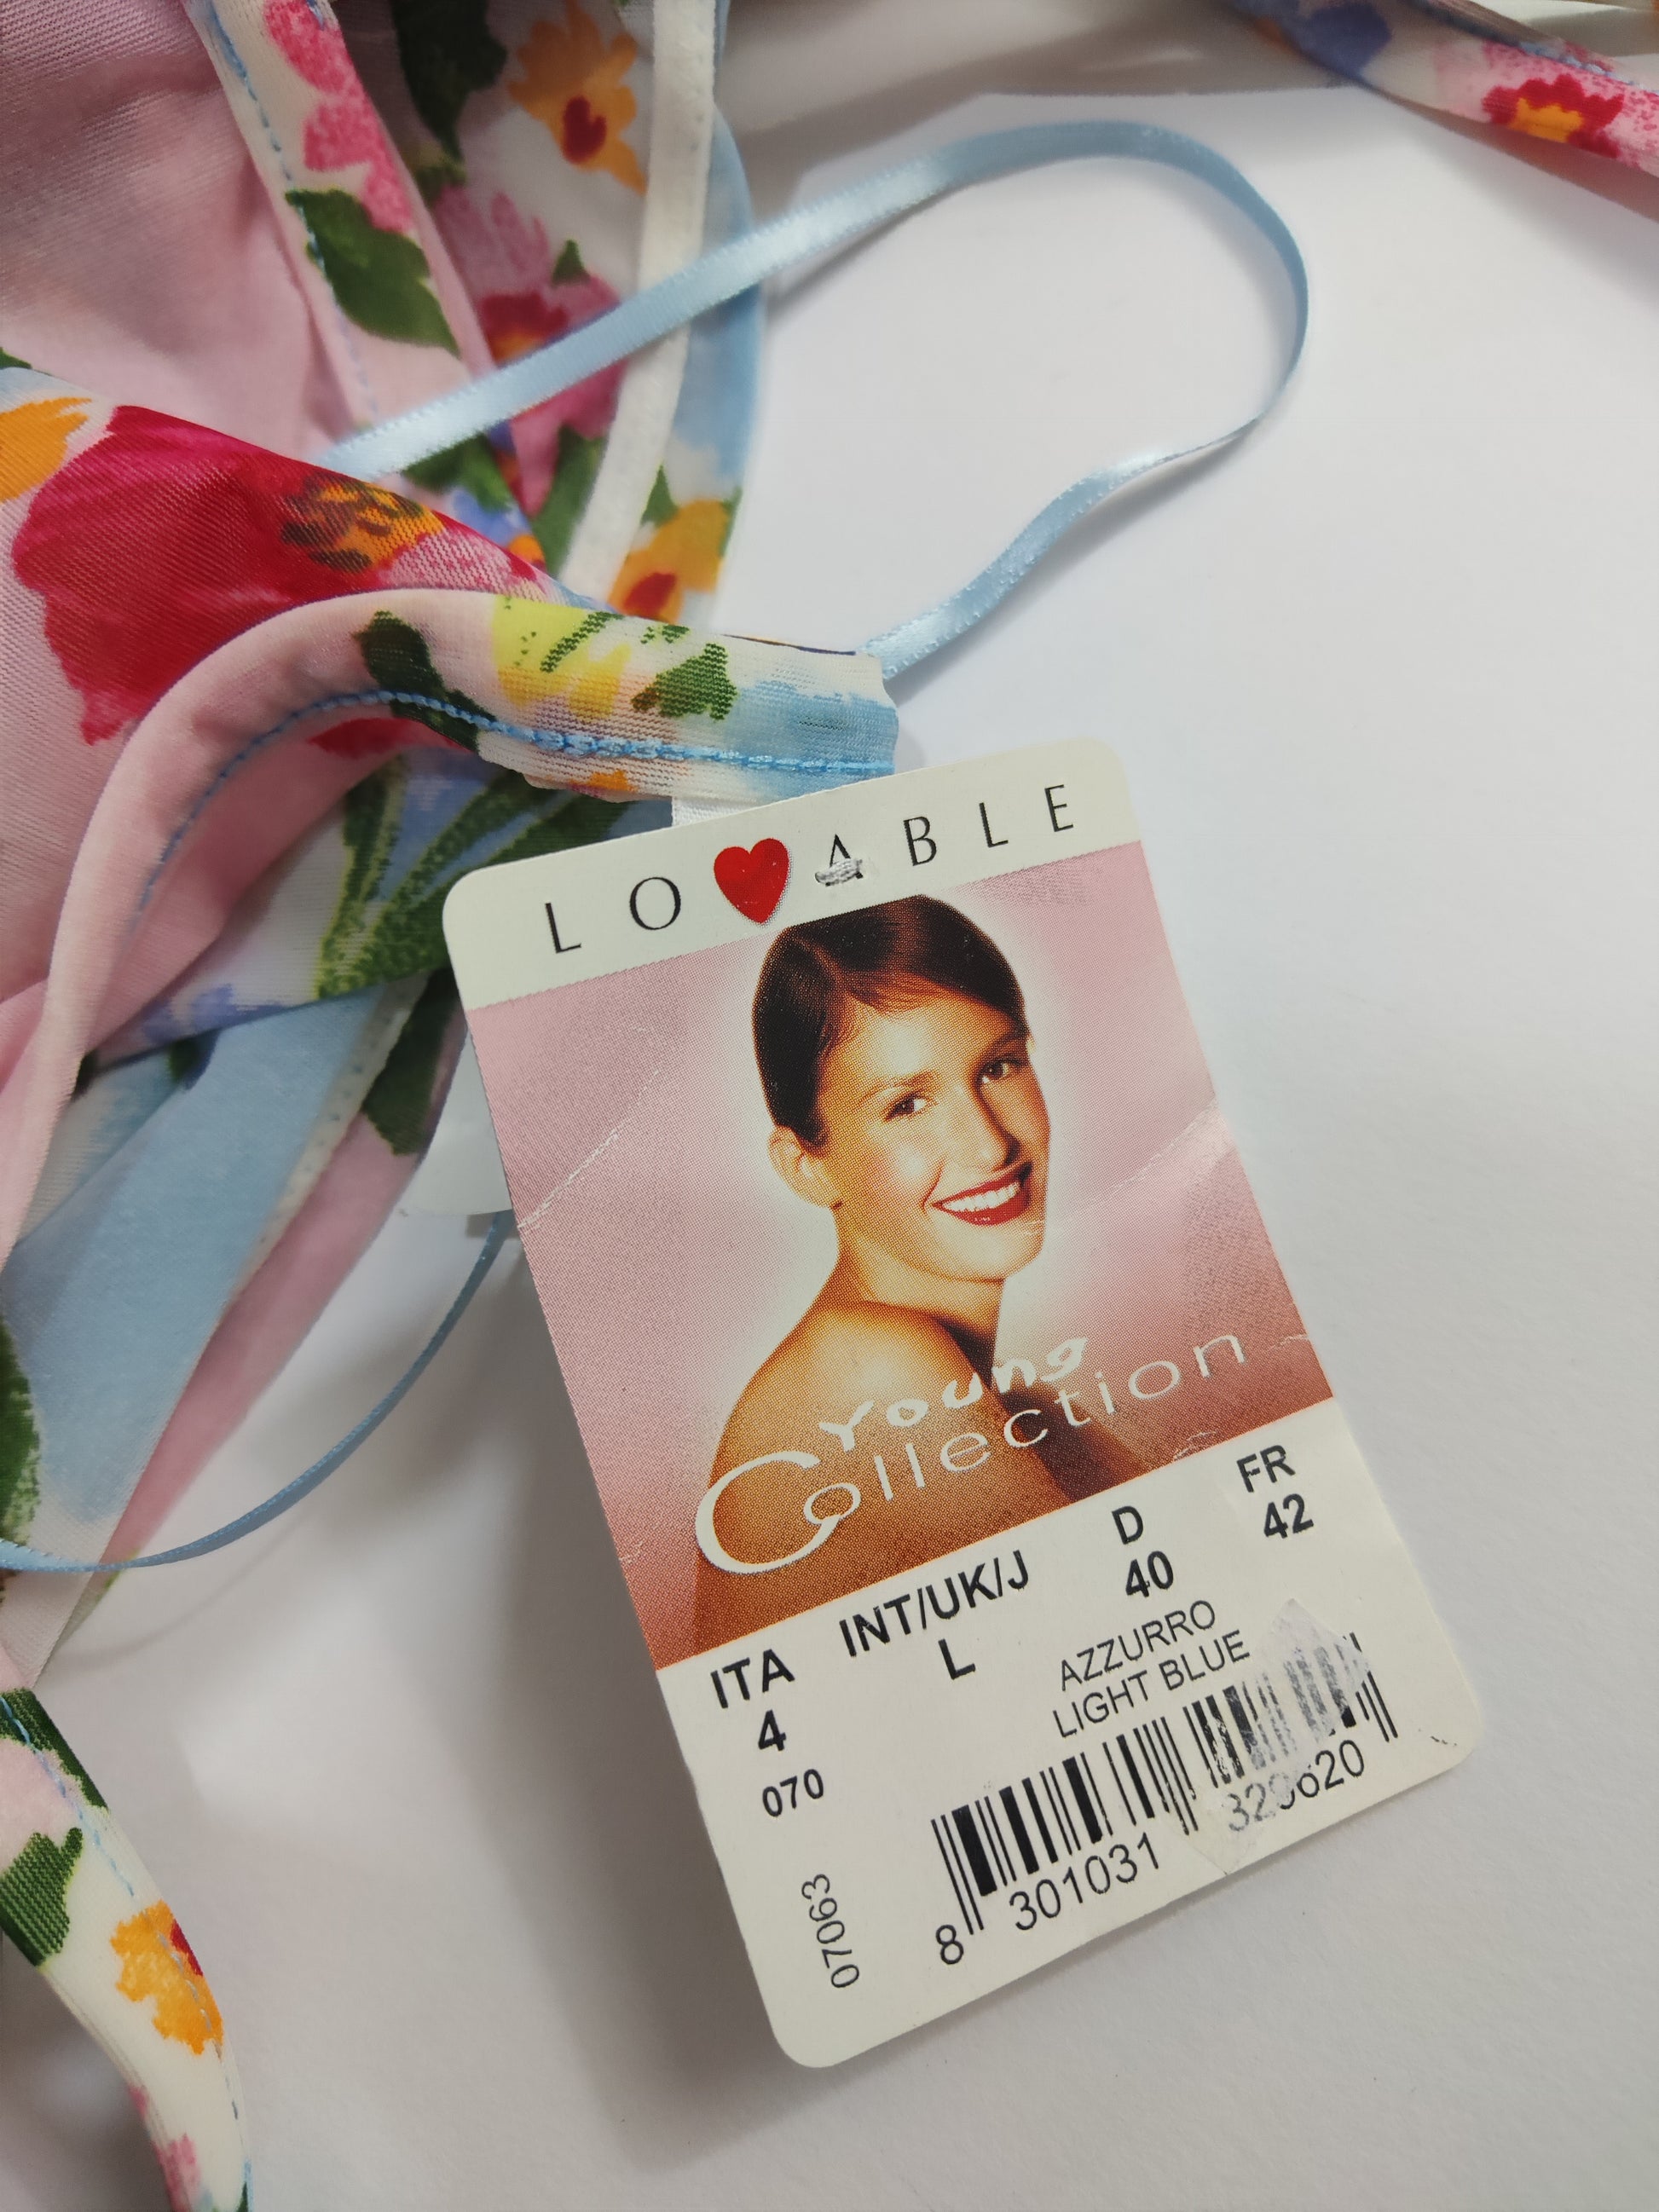 LO♥ABLE
Young
Collection
ITA INT/UK/J D FR
4 L 40 42
070
AZZURRO
LIGHT BLUE
07063
8 301031